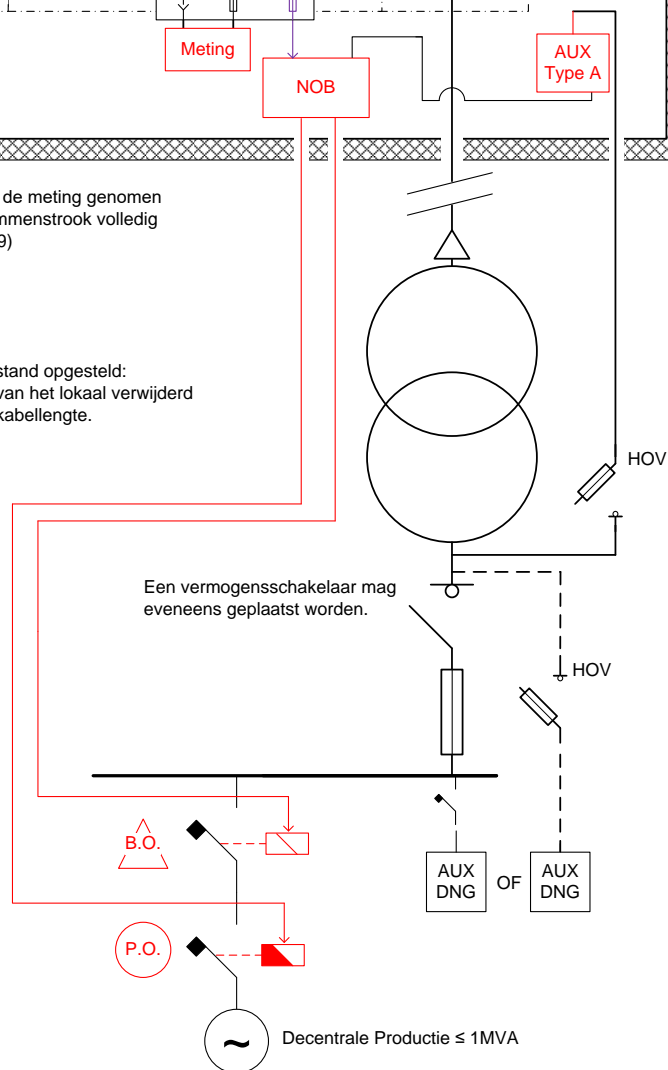 Meting
AUX
Type A
NOB
de meting genomen
mmenstrook volledig
9)
stand opgesteld:
van het lokaal verwijderd
kabellengte.
HOV
Een vermogensschakelaar mag
eveneens geplaatst worden.
HOV
B.O.
AUX
DNG
OF
AUX
DNG
P.O.
~
Decentrale Productie ≤ 1MVA